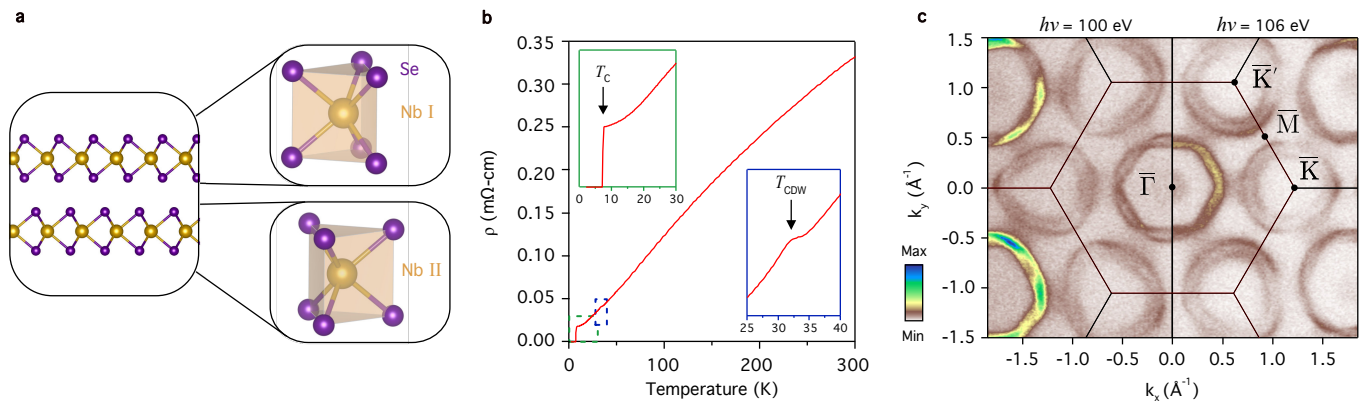 a
Se
Nb I
Nb II
b
0.35
0.30
0.25
0.20
0.15
0.10
0.05
0.00
ρ (mΩ-cm)
0
100
200
300
Temperature (K)
T_C
0
10
20
30
T_CDW
25
30
35
40
c
hν = 100 eV
hν = 106 eV
1.5
1.0
0.5
0.0
-0.5
-1.0
-1.5
k_y (Å⁻¹)
K̅′
M̅
K̅
Γ̅
Max
Min
-1.5
-1.0
-0.5
0.0
0.5
1.0
1.5
k_x (Å⁻¹)